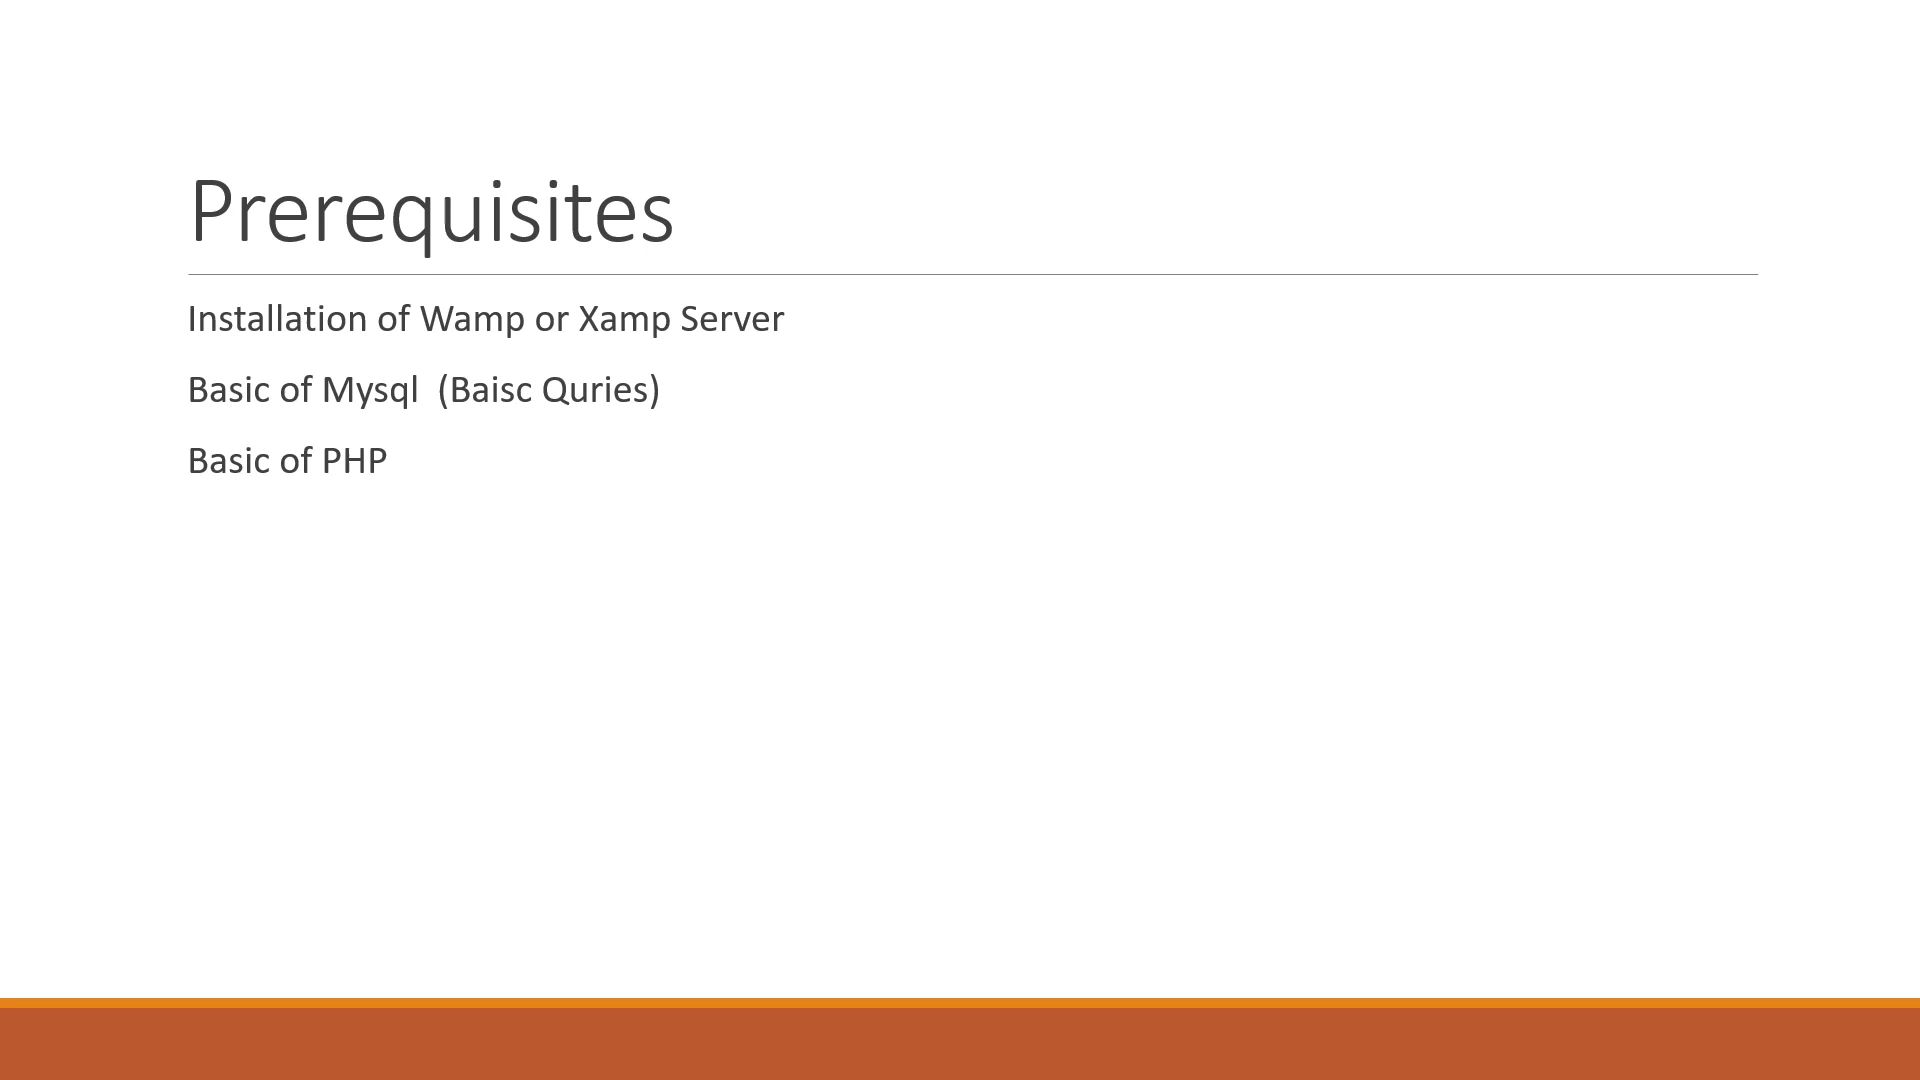 Prerequisites
Installation of Wamp or Xamp Server
Basic of Mysql  (Baisc Quries)
Basic of PHP